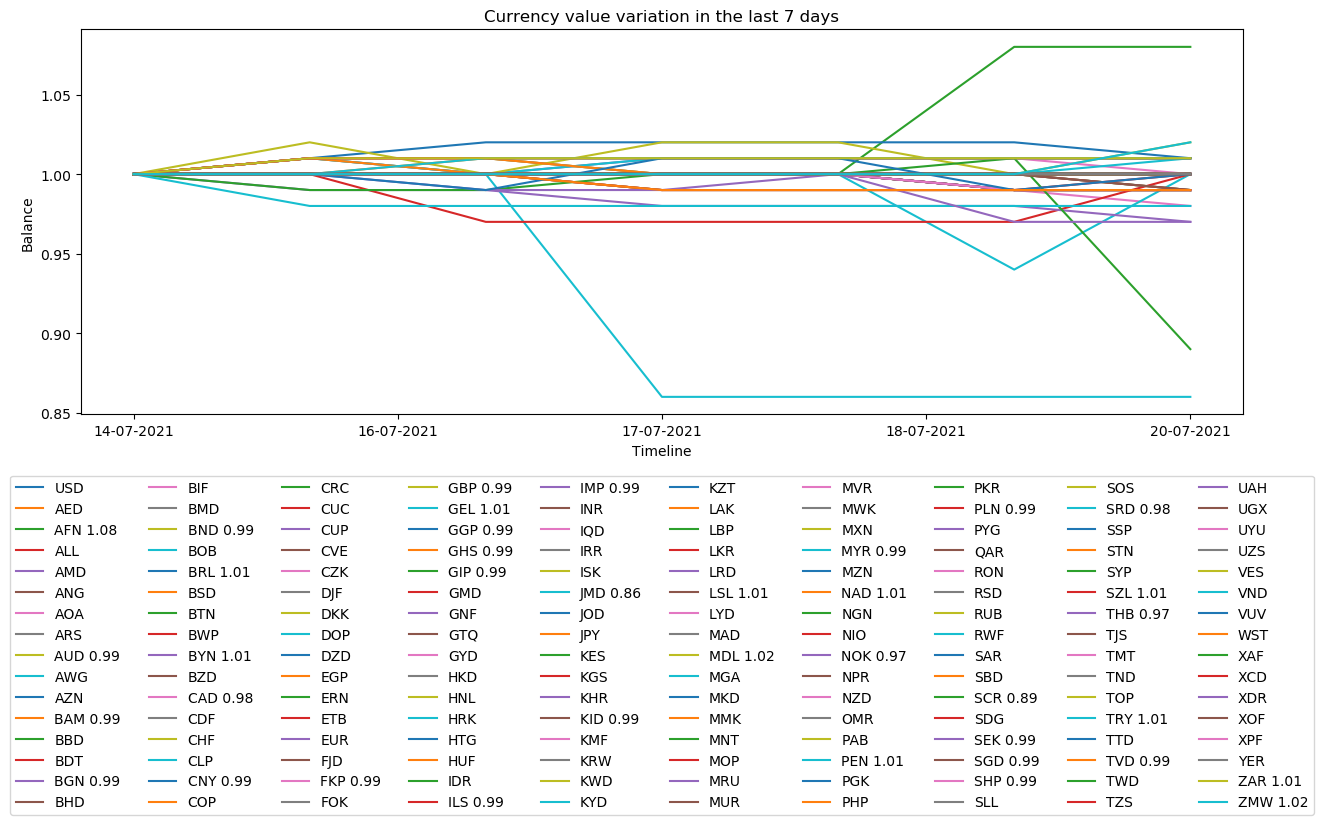 Currency value variation in the last 7 days
1.05
1.00
0.95
0.90
0.85
Balance
14-07-2021 16-07-2021 17-07-2021 18-07-2021 20-07-2021
Timeline
USD BIF CRC GBP 0.99 IMP 0.99 KZT MVR PKR SOS UAH
AED BMD CUC GEL 1.01 INR LAK MWK PLN 0.99 SRD 0.98 UGX
AFN 1.08 BND 0.99 CUP GGP 0.99 IQD LBP MXN PYG SSP UYU
ALL BOB CVE GHS 0.99 IRR LKR MYR 0.99 QAR STN UZS
AMD BRL 1.01 CZK GIP 0.99 ISK LRD MZN RON SYP VES
ANG BSD DJF GMD JMD 0.86 LSL 1.01 NAD 1.01 RSD SZL 1.01 VND
AOA BTN DKK GNF JOD LYD NGN RUB THB 0.97 VUV
ARS BWP DOP GTQ JPY MAD NIO RWF TJS WST
AUD 0.99 BYN 1.01 DZD GYD KES MDL 1.02 NOK 0.97 SAR TMT XAF
AWG BZD EGP HKD KGS MGA NPR SBD TND XCD
AZN CAD 0.98 ERN HNL KHR MKD NZD SCR 0.89 TOP XDR
BAM 0.99 CDF ETB HRK KID 0.99 MMK OMR SDG TRY 1.01 XOF
BBD CHF EUR HTG KMF MNT PAB SEK 0.99 TTD XPF
BDT CLP FJD HUF KRW MOP PEN 1.01 SGD 0.99 TVD 0.99 YER
BGN 0.99 CNY 0.99 FKP 0.99 IDR KWD MRU PGK SHP 0.99 TWD ZAR 1.01
BHD COP FOK ILS 0.99 KYD MUR PHP SLL TZS ZMW 1.02